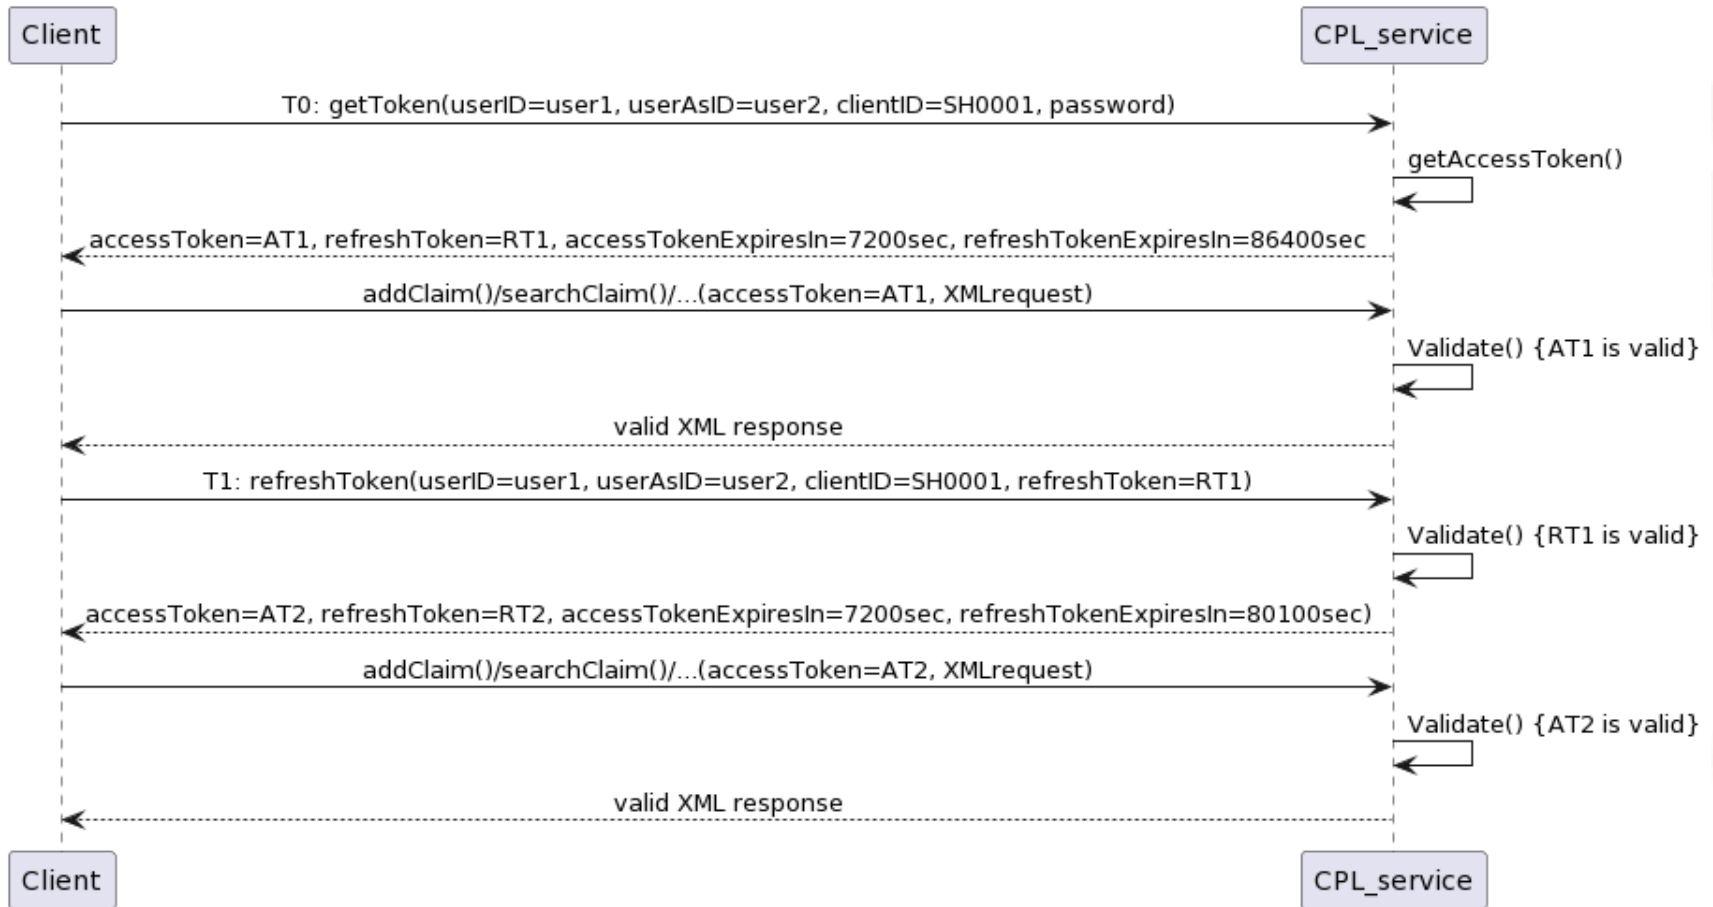 Client
CPL_service
T0: getToken(userID=user1, userAsID=user2, clientID=SH0001, password)
getAccessToken()
accessToken=AT1, refreshToken=RT1, accessTokenExpiresIn=7200sec, refreshTokenExpiresIn=86400sec
addClaim()/searchClaim()/...(accessToken=AT1, XMLrequest)
Validate() {AT1 is valid}
valid XML response
T1: refreshToken(userID=user1, userAsID=user2, clientID=SH0001, refreshToken=RT1)
Validate() {RT1 is valid}
accessToken=AT2, refreshToken=RT2, accessTokenExpiresIn=7200sec, refreshTokenExpiresIn=80100sec)
addClaim()/searchClaim()/...(accessToken=AT2, XMLrequest)
Validate() {AT2 is valid}
valid XML response
Client
CPL_service